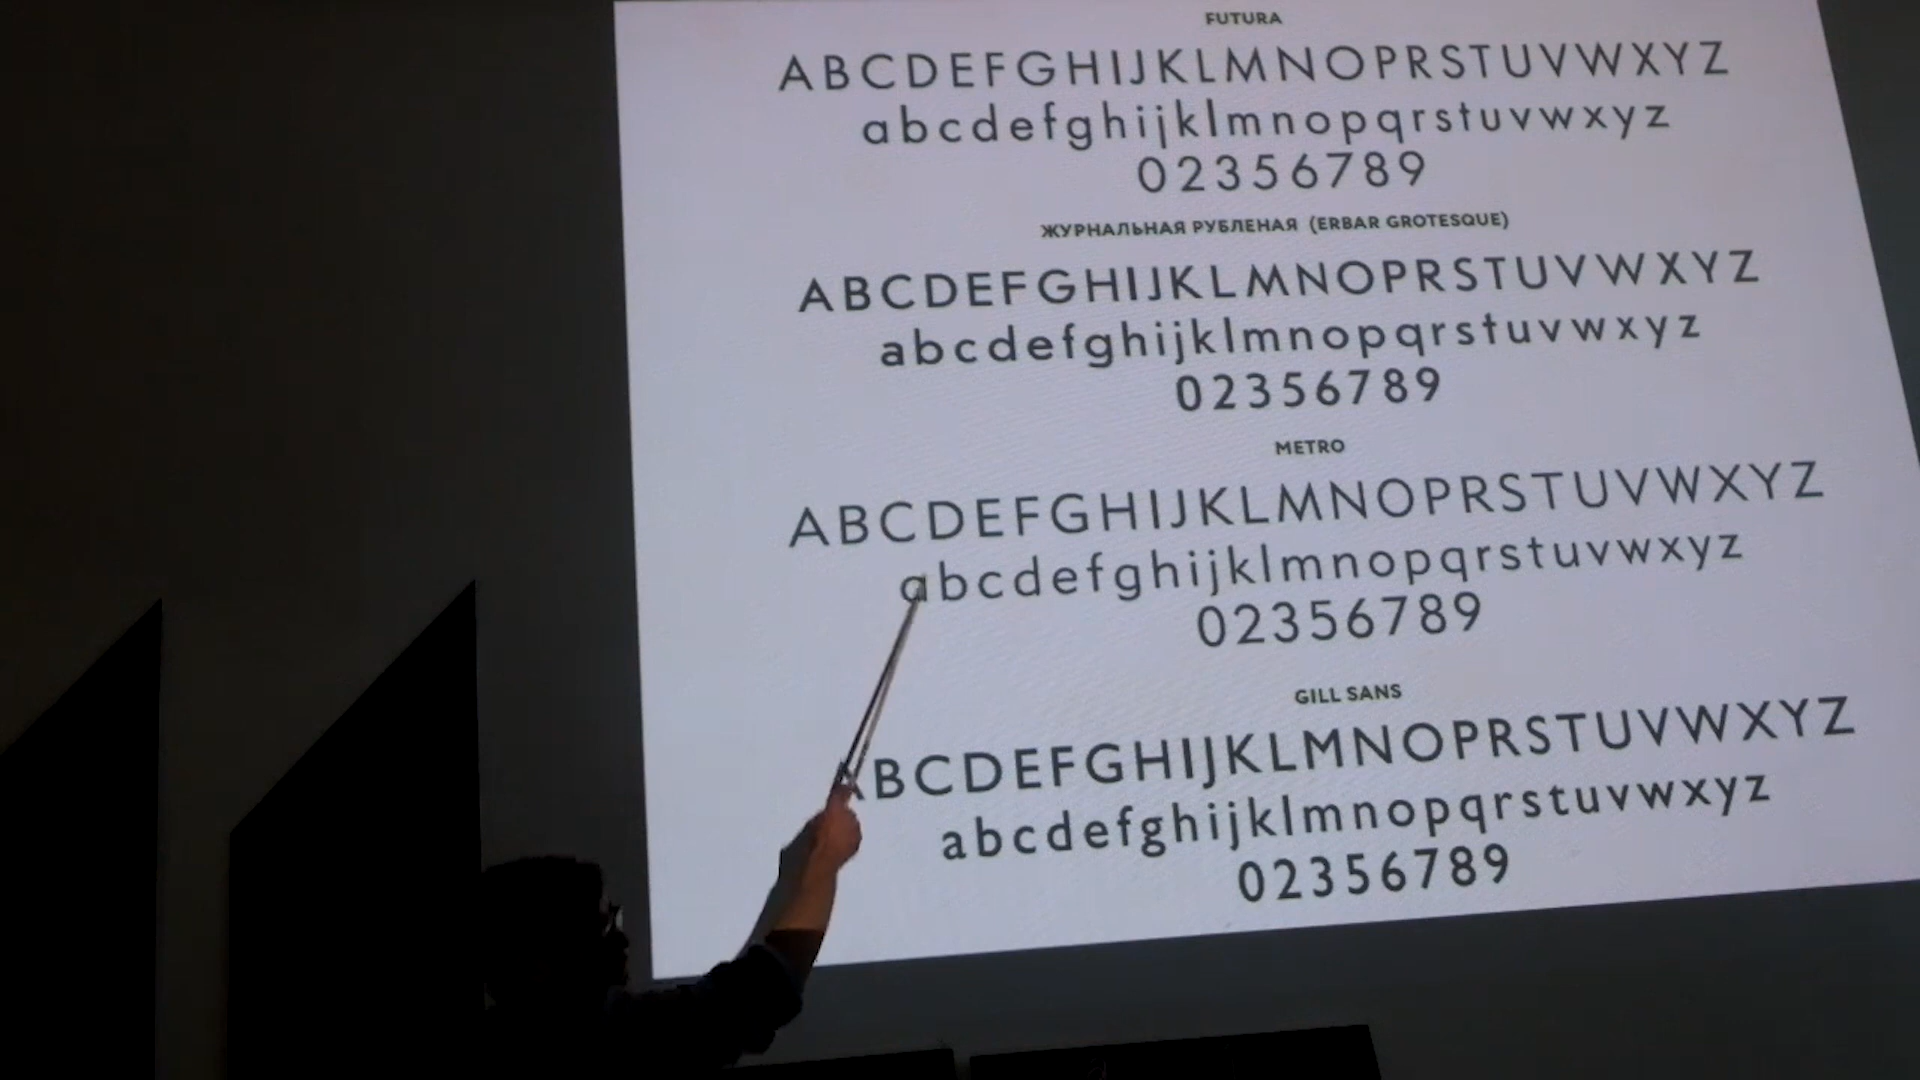 FUTURA
ABCDEFGHIJKLMNOPRSTUVWXYZ
abcdefghijklmnopqrstuvwxyz
02356789
ЖУРНАЛЬНАЯ РУБЛЕНАЯ (ERBAR GROTESQUE)
ABCDEFGHIJKLMNOPRSTUVWXYZ
abcdefghijklmnopqrstuvwxyz
02356789
METRO
ABCDEFGHIJKLMNOPRSTUVWXYZ
abcdefghijklmnopqrstuvwxyz
02356789
GILL SANS
ABCDEFGHIJKLMNOPRSTUVWXYZ
abcdefghijklmnopqrstuvwxyz
02356789